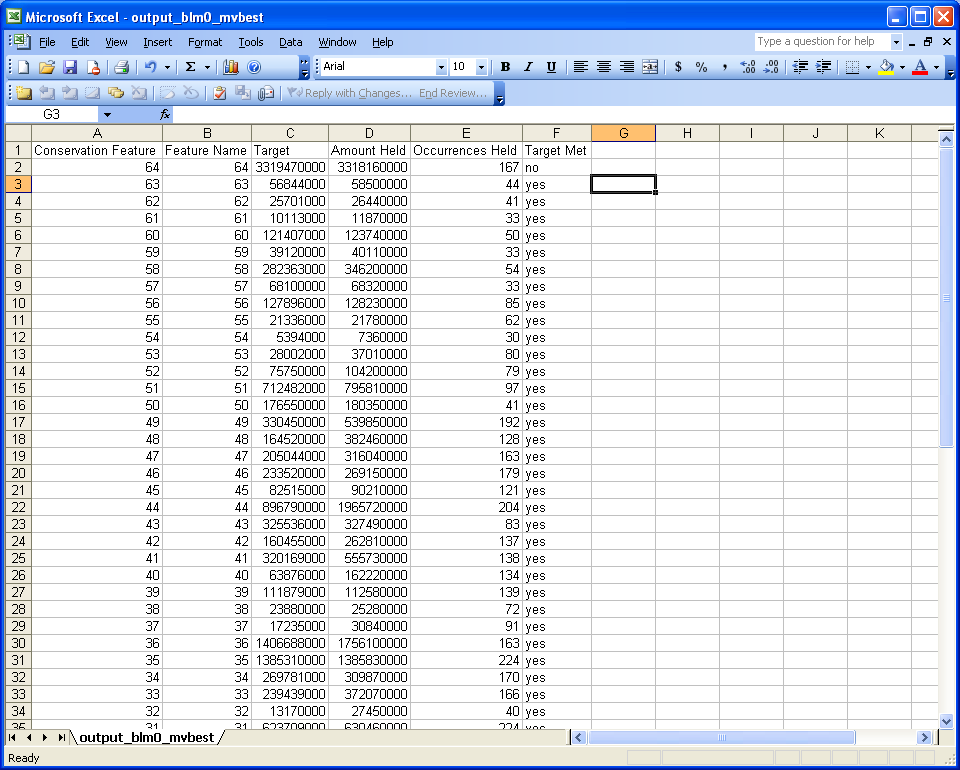 Microsoft Excel - output_blm0_mvbest
File Edit View Insert Format Tools Data Window Help Type a question for help
Arial 10 B I U $ % ,
Reply with Changes... End Review...
G3 fx
A B C D E F G H I J K
1 Conservation Feature Feature Name Target Amount Held Occurrences Held Target Met
2 64 64 3319470000 3318160000 167 no
3 63 63 56844000 58500000 44 yes
4 62 62 25701000 26440000 41 yes
5 61 61 10113000 11870000 33 yes
6 60 60 121407000 123740000 50 yes
7 59 59 39120000 40110000 33 yes
8 58 58 282363000 346200000 54 yes
9 57 57 68100000 68320000 33 yes
10 56 56 127896000 128230000 85 yes
11 55 55 21336000 21780000 62 yes
12 54 54 5394000 7360000 30 yes
13 53 53 28002000 37010000 80 yes
14 52 52 75750000 104200000 79 yes
15 51 51 712482000 795810000 97 yes
16 50 50 176550000 180350000 41 yes
17 49 49 330450000 539850000 192 yes
18 48 48 164520000 382460000 128 yes
19 47 47 205044000 316040000 163 yes
20 46 46 233520000 269150000 179 yes
21 45 45 82515000 90210000 121 yes
22 44 44 896790000 1965720000 204 yes
23 43 43 325536000 327490000 83 yes
24 42 42 160455000 262810000 137 yes
25 41 41 320169000 555730000 138 yes
26 40 40 63876000 162220000 134 yes
27 39 39 111879000 112580000 139 yes
28 38 38 23880000 25280000 72 yes
29 37 37 17235000 30840000 91 yes
30 36 36 1406688000 1756100000 163 yes
31 35 35 1385310000 1385830000 224 yes
32 34 34 269781000 309870000 170 yes
33 33 33 239439000 372070000 166 yes
34 32 32 13170000 27450000 40 yes
35 31 31 623709000 630460000 224 yes
output_blm0_mvbest
Ready